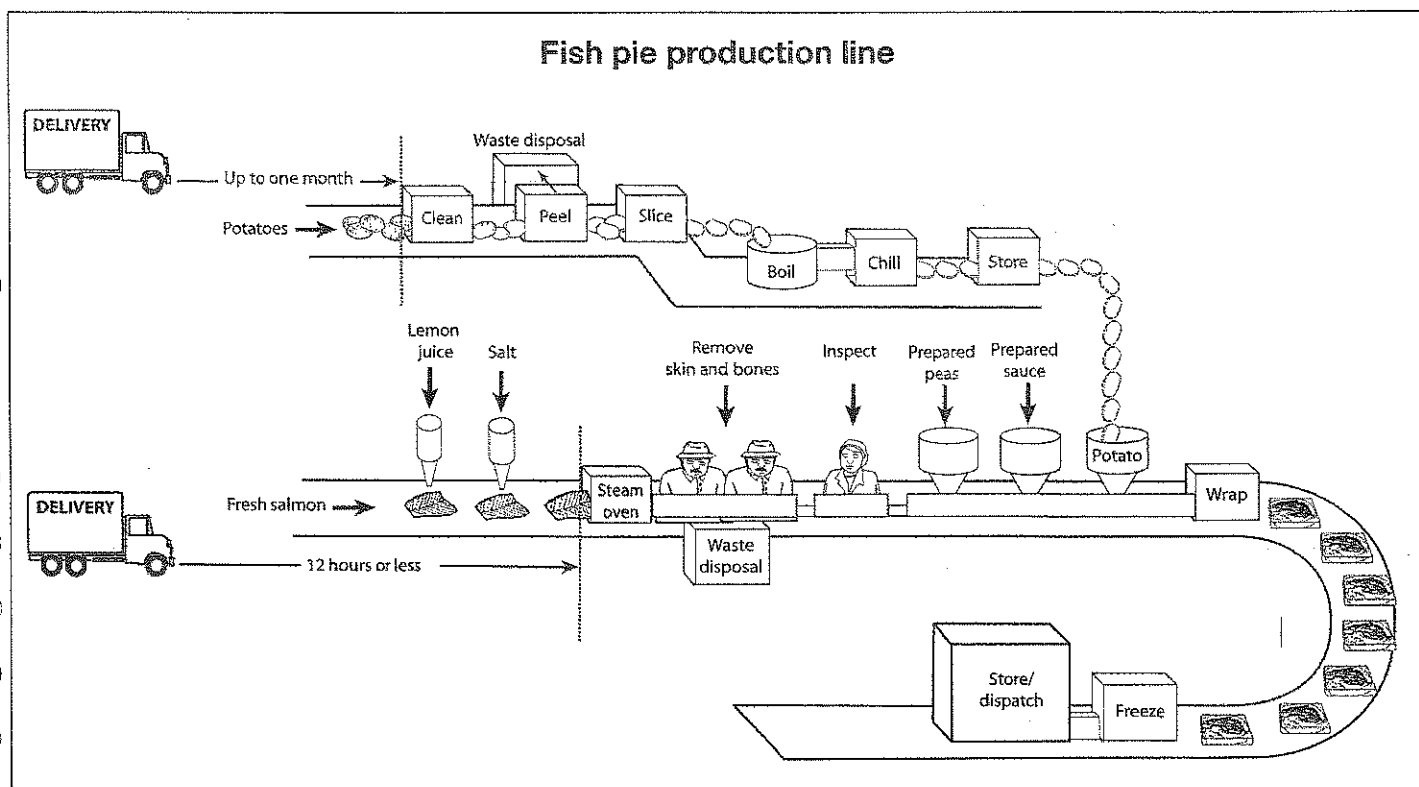 Fish pie production line
DELIVERY
Up to one month
Waste disposal
Potatoes
Clean
Peel
Slice
Boil
Chill
Store
Lemon
juice
Salt
Remove
skin and bones
Inspect
Prepared
peas
Prepared
sauce
Potato
DELIVERY
Fresh salmon
12 hours or less
Steam
oven
Waste
disposal
Wrap
Freeze
Store/
dispatch